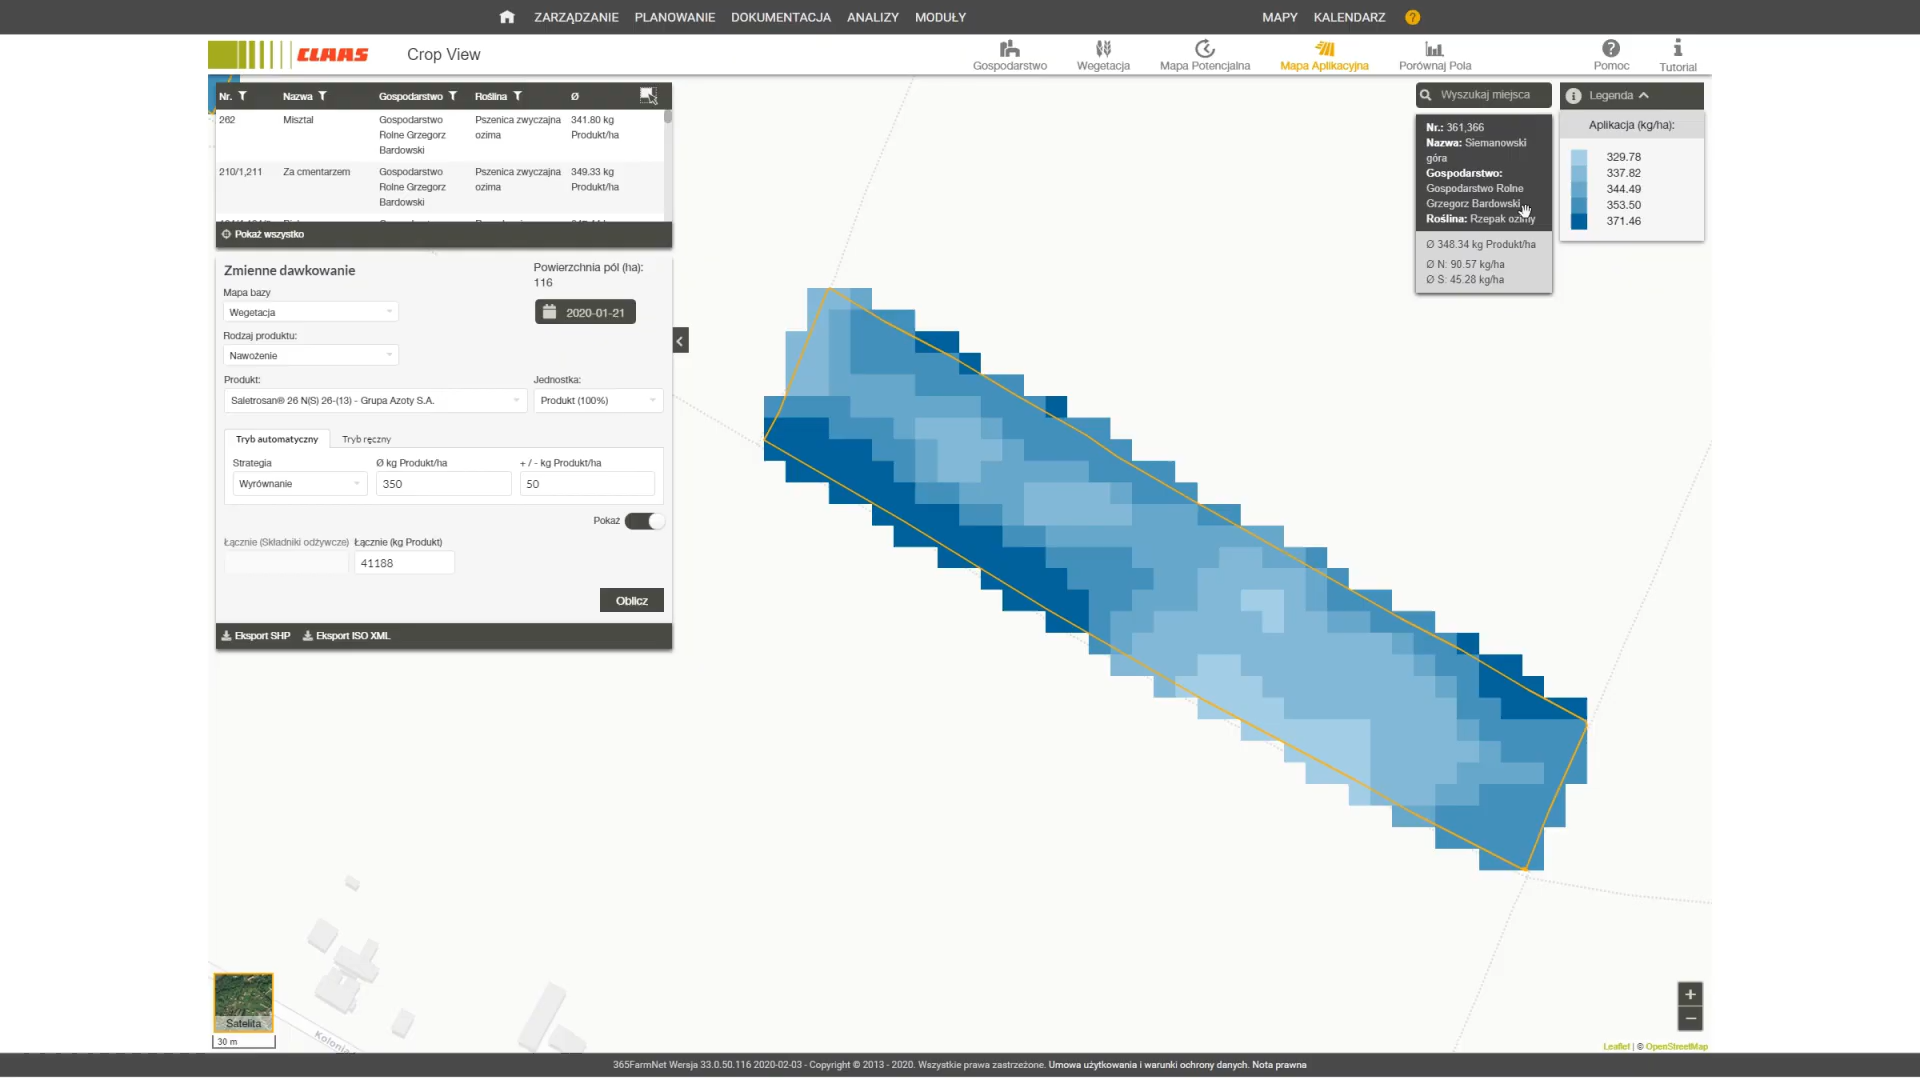 ZARZĄDZANIE PLANOWANIE DOKUMENTACJA ANALIZY MODUŁY MAPY KALENDARZ ?
CLAAS Crop View
Gospodarstwo Wegetacja Mapa Potencjalna Mapa Aplikacyjna Porównaj Pola Pomoc Tutorial
Nr. Nazwa Gospodarstwo Roślina Ø
262 Misztal Gospodarstwo Rolne Grzegorz Bardowski Pszenica zwyczajna ozima 341.80 kg Produkt/ha
210/1,211 Za cmentarzem Gospodarstwo Rolne Grzegorz Bardowski Pszenica zwyczajna ozima 349.33 kg Produkt/ha
Pokaż wszystko
Zmienne dawkowanie
Powierzchnia pól (ha):
116
Mapa bazy
Wegetacja
2020-01-21
Rodzaj produktu:
Nawożenie
Produkt: Jednostka:
Saletrosan® 26 N(S) 26-(13) - Grupa Azoty S.A. Produkt (100%)
Tryb automatyczny Tryb ręczny
Strategia Ø kg Produkt/ha + / - kg Produkt/ha
Wyrównanie 350 50
Pokaż
Łącznie (Składniki odżywcze) Łącznie (kg Produkt)
41188
Oblicz
Eksport SHP Eksport ISO XML
Wyszukaj miejsca
Nr.: 361,366
Nazwa: Siemanowski
góra
Gospodarstwo:
Gospodarstwo Rolne
Grzegorz Bardowski
Roślina: Rzepak ozimy
Ø 348.34 kg Produkt/ha
Ø N: 90.57 kg/ha
Ø S: 45.28 kg/ha
Legenda
Aplikacja (kg/ha):
329.78
337.82
344.49
353.50
371.46
Satelita
30 m
Kolonia
+
−
Leaflet | © OpenStreetMap
365FarmNet Wersja 33.0.50.116 2020-02-03 - Copyright © 2013 - 2020. Wszystkie prawa zastrzeżone. Umowa użytkowania i warunki ochrony danych. Nota prawna